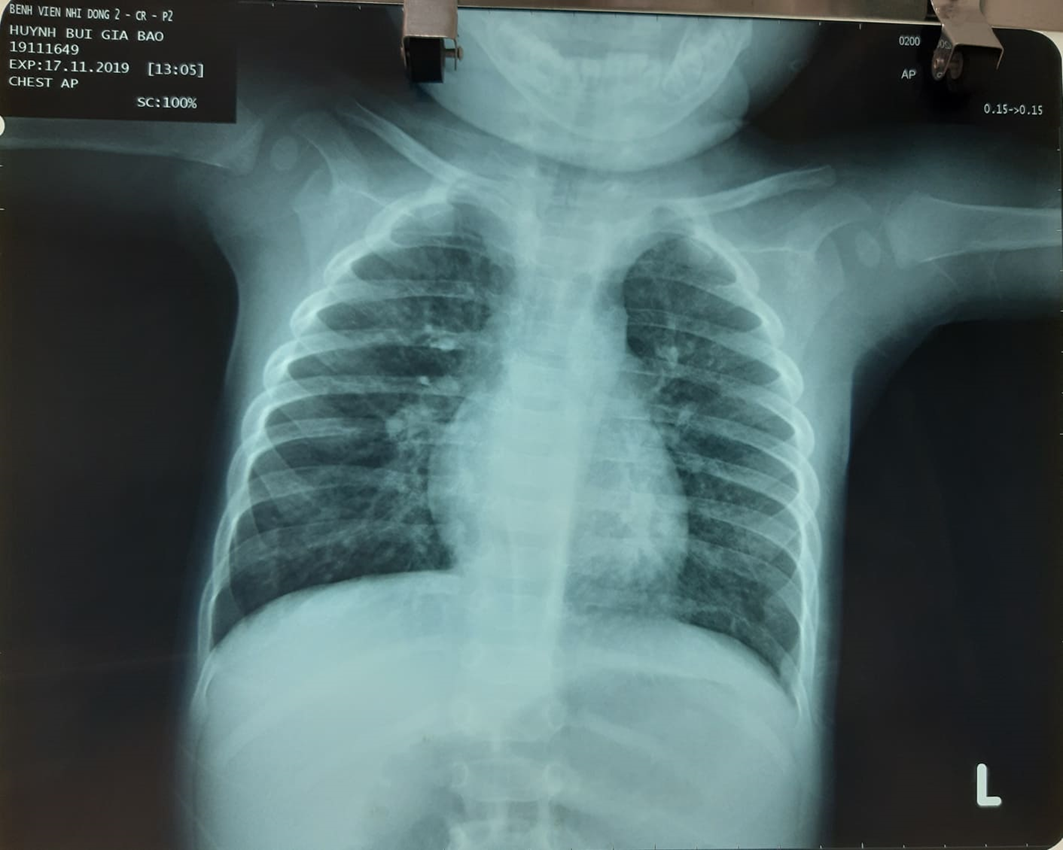 BENH VIEN NHI DONG 2 - CR - P2
HUYNH BUI GIA BAO
19111649
EXP:17.11.2019 [13:05]
CHEST AP
SC:100%
0200
AP
0.15->0.15
L